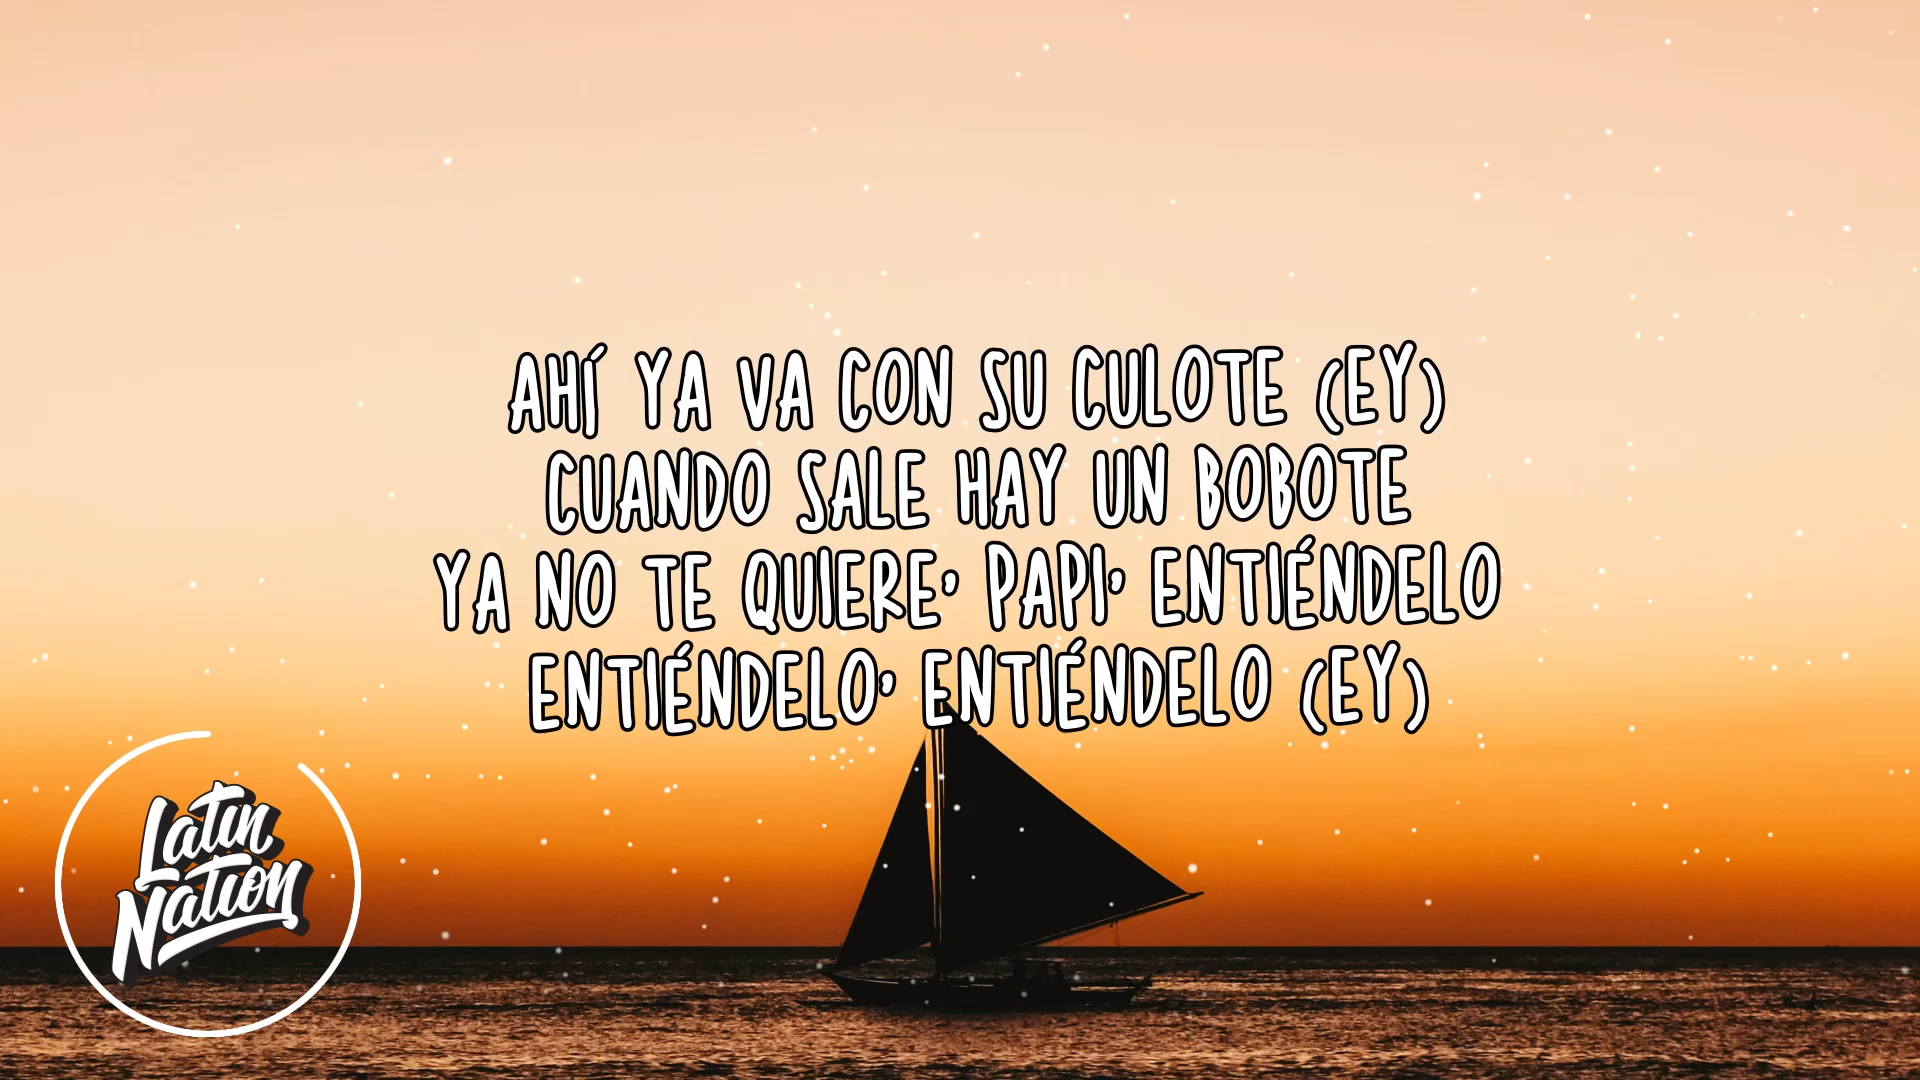 AHÍ YA VA CON SU CULOTE (EY)
CUANDO SALE HAY UN BOBOTE
YA NO TE QUIERE, PAPI, ENTIÉNDELO
ENTIÉNDELO, ENTIÉNDELO (EY)
Latin
Nation